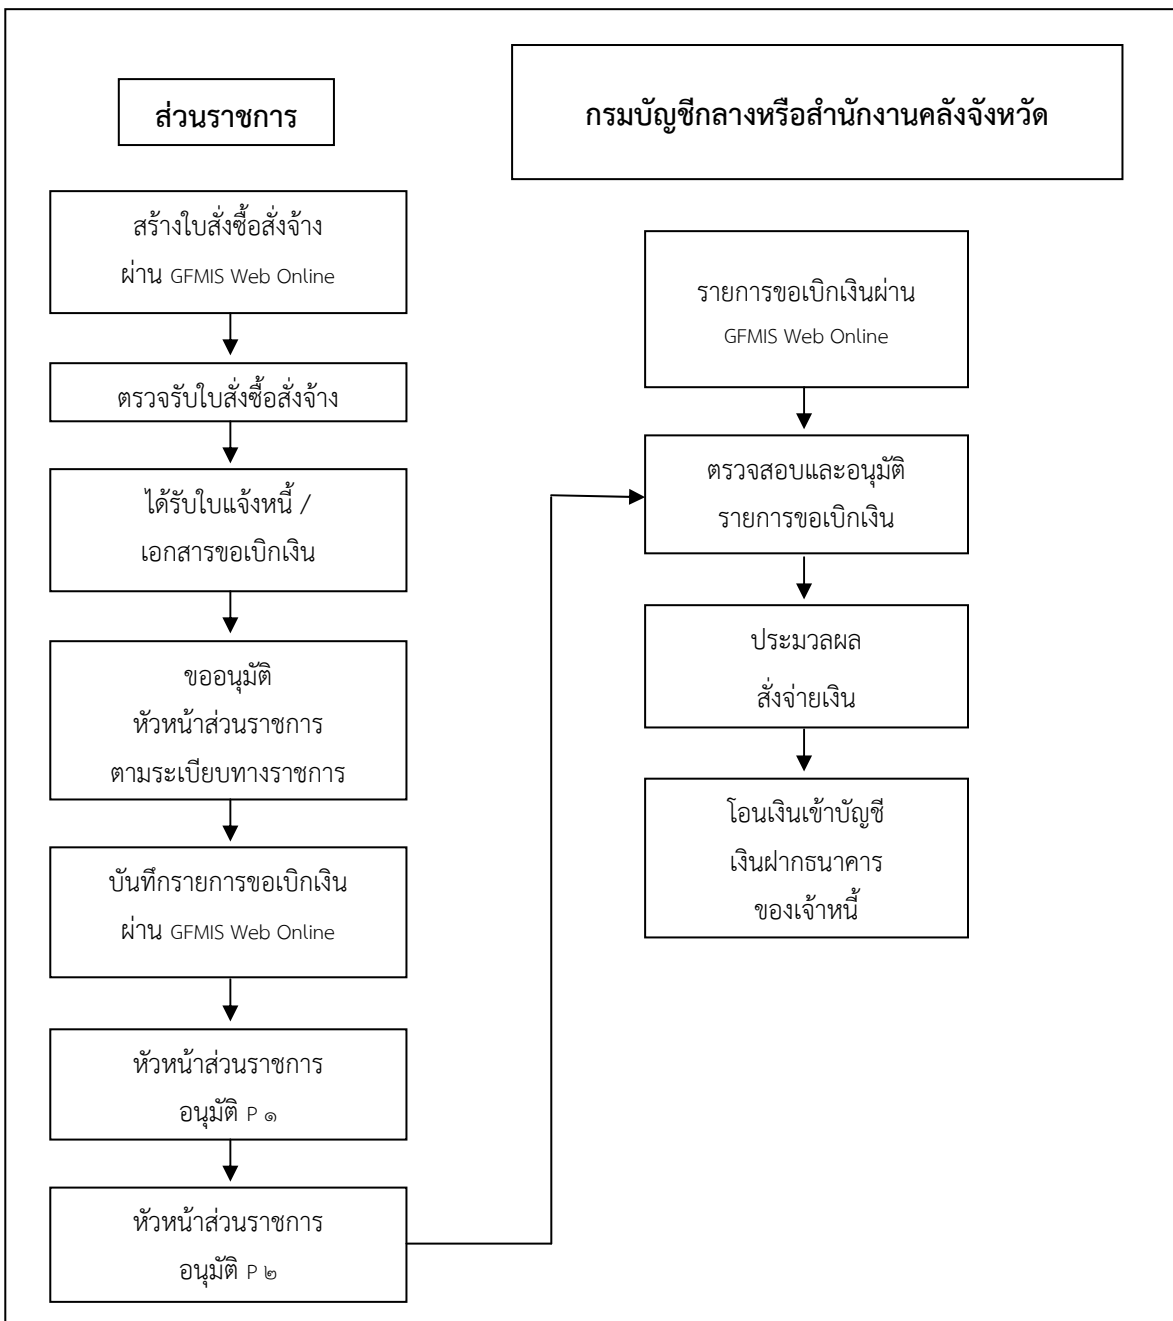 ส่วนราชการ
สร้างใบสั่งซื้อสั่งจ้าง
ผ่าน GFMIS Web Online
ตรวจรับใบสั่งซื้อสั่งจ้าง
ได้รับใบแจ้งหนี้ /
เอกสารขอเบิกเงิน
ขออนุมัติ
หัวหน้าส่วนราชการ
ตามระเบียบทางราชการ
บันทึกรายการขอเบิกเงิน
ผ่าน GFMIS Web Online
หัวหน้าส่วนราชการ
อนุมัติ P ๑
หัวหน้าส่วนราชการ
อนุมัติ P ๒
กรมบัญชีกลางหรือสำนักงานคลังจังหวัด
รายการขอเบิกเงินผ่าน
GFMIS Web Online
ตรวจสอบและอนุมัติ
รายการขอเบิกเงิน
ประมวลผล
สั่งจ่ายเงิน
โอนเงินเข้าบัญชี
เงินฝากธนาคาร
ของเจ้าหนี้